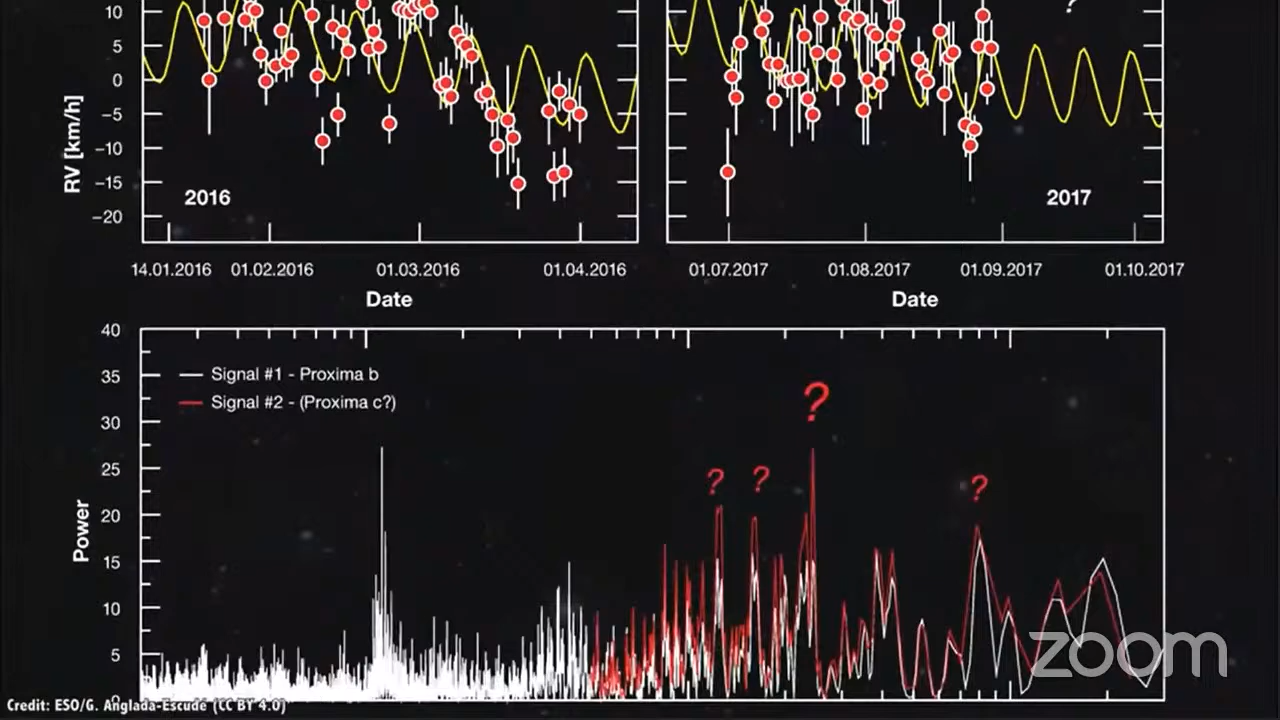 ?
10
5
0
−5
−10
−15
−20
RV [km/h]
2016
2017
14.01.2016 01.02.2016 01.03.2016 01.04.2016
01.07.2017 01.08.2017 01.09.2017 01.10.2017
Date
Date
40
35
30
25
20
15
10
5
0
Power
Signal #1 - Proxima b
Signal #2 - (Proxima c?)
?
?
?
?
zoom
Credit: ESO/G. Anglada-Escudé (CC BY 4.0)